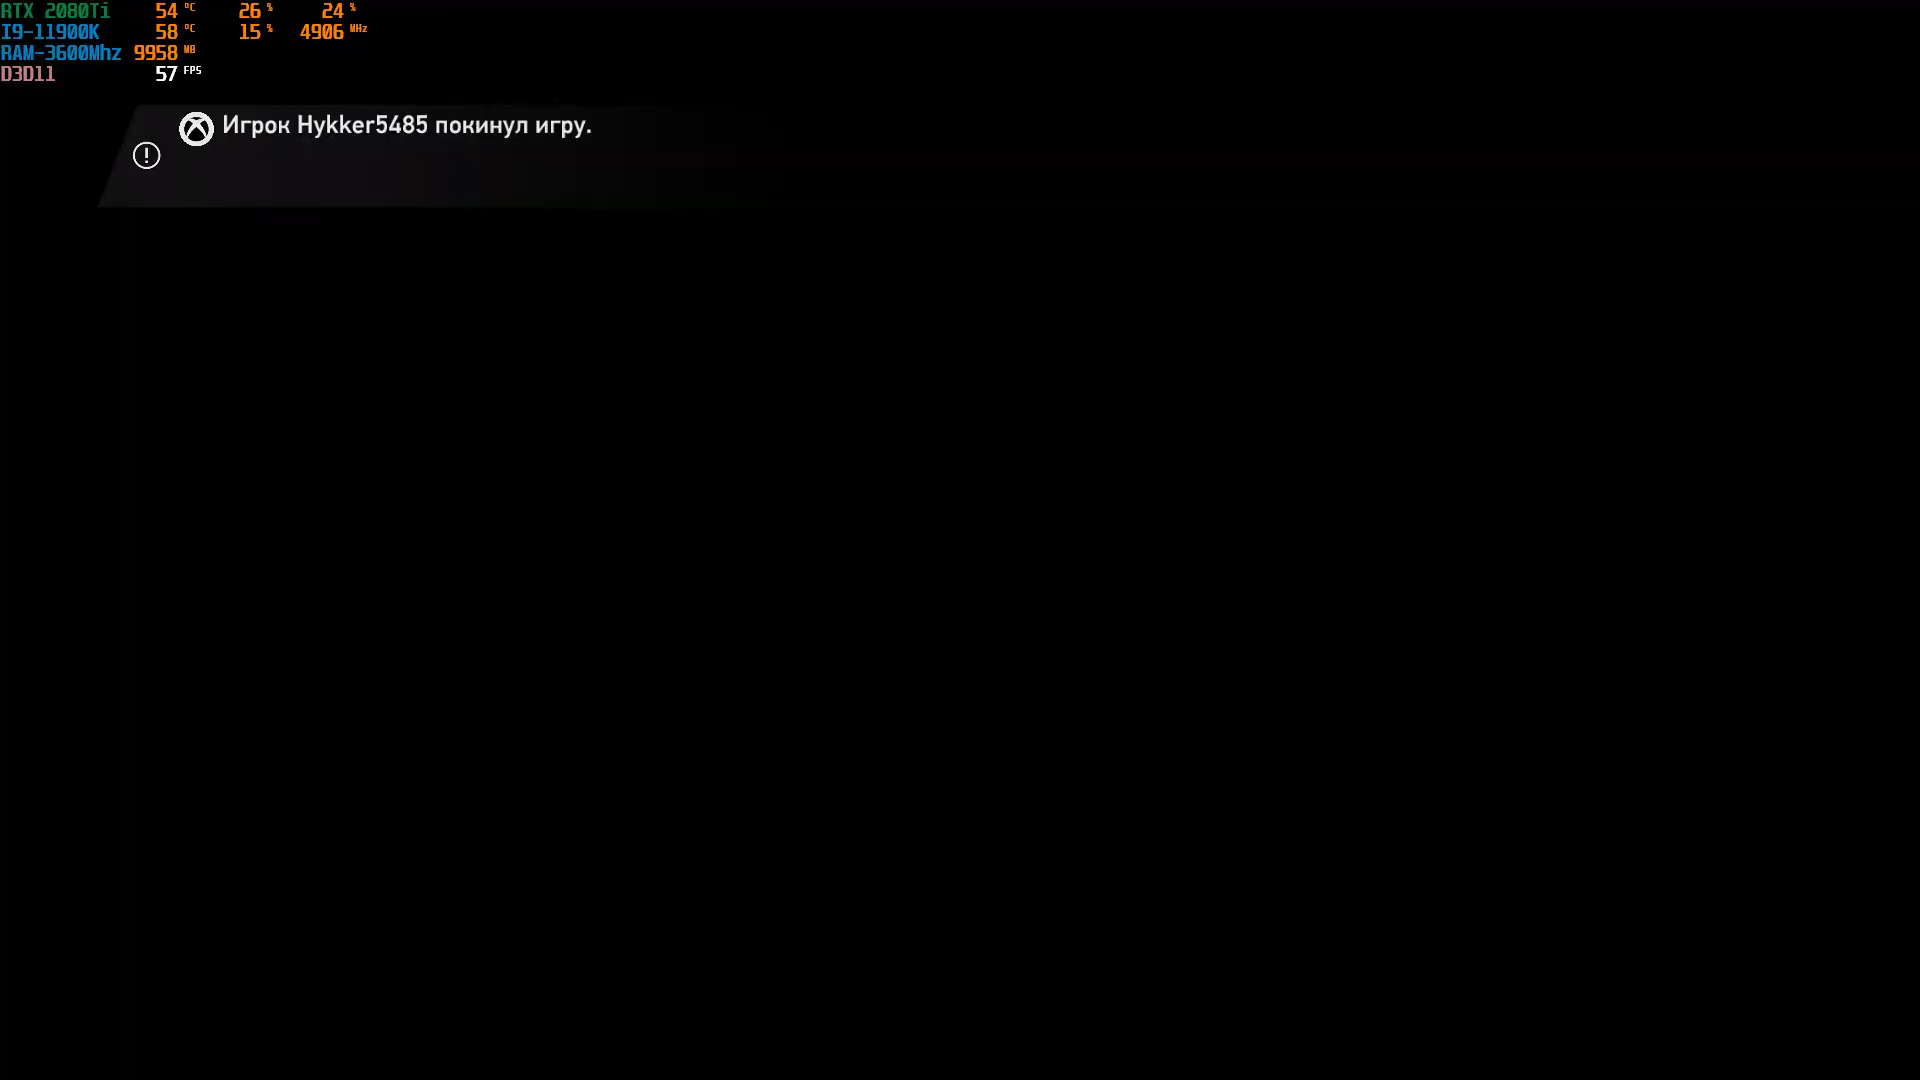 RTX 2080Ti 54 °C 26 % 24 %
I9-11900K 58 °C 15 % 4906 MHz
RAM-3600Mhz 9958 MB
D3D11 57 FPS
Игрок Hykker5485 покинул игру.